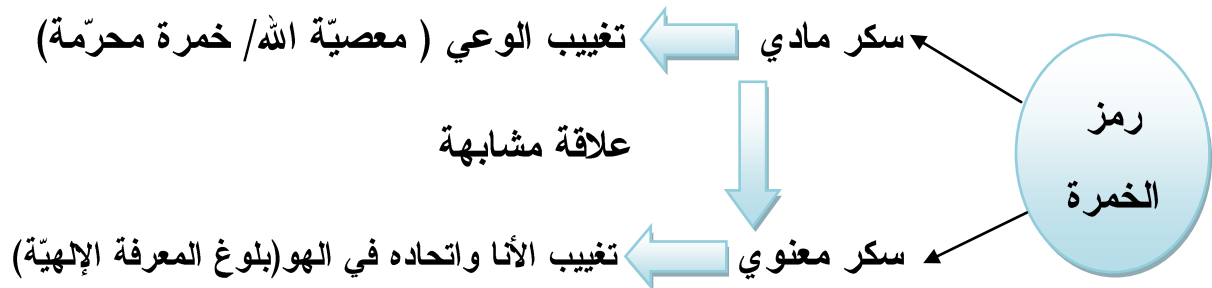 رمز
الخمرة
سكر مادي
تغييب الوعي ( معصيّة الله/ خمرة محرّمة)
علاقة مشابهة
سكر معنوي
تغييب الأنا واتحاده في الهو(بلوغ المعرفة الإلهيّة)